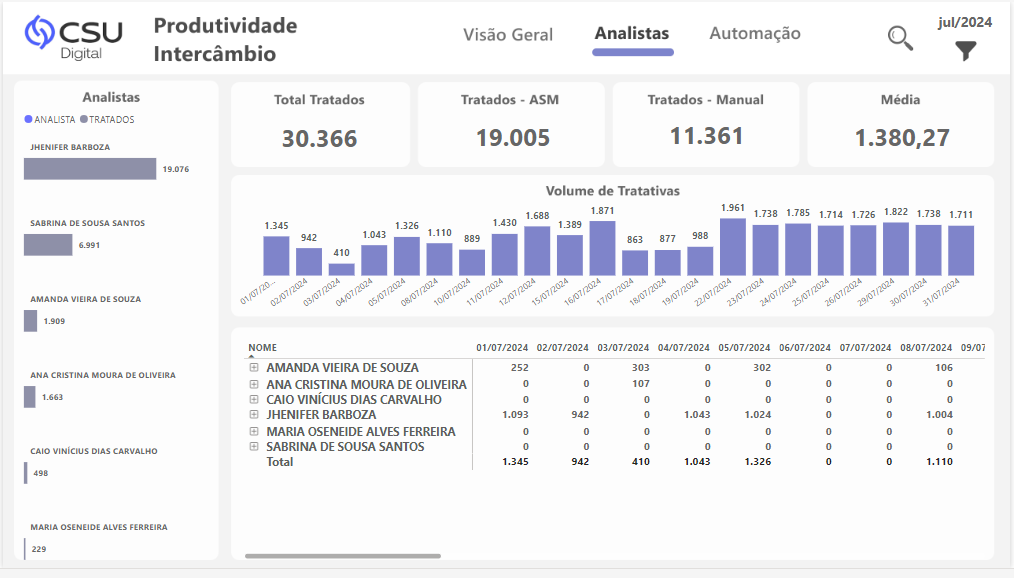 CSU
Digital
Produtividade
Intercâmbio
Visão Geral
Analistas
Automação
jul/2024
Analistas
ANALISTA TRATADOS
JHENIFER BARBOZA
19.076
SABRINA DE SOUSA SANTOS
6.991
AMANDA VIEIRA DE SOUZA
1.909
ANA CRISTINA MOURA DE OLIVEIRA
1.663
CAIO VINÍCIUS DIAS CARVALHO
498
MARIA OSENEIDE ALVES FERREIRA
229
Total Tratados
30.366
Tratados - ASM
19.005
Tratados - Manual
11.361
Média
1.380,27
Volume de Tratativas
1.345 942 410 1.043 1.326 1.110 889 1.430 1.688 1.389 1.871 863 877 988 1.961 1.738 1.785 1.714 1.726 1.822 1.738 1.711
01/07/20... 02/07/2024 03/07/2024 04/07/2024 05/07/2024 08/07/2024 10/07/2024 11/07/2024 12/07/2024 15/07/2024 16/07/2024 17/07/2024 18/07/2024 19/07/2024 22/07/2024 23/07/2024 24/07/2024 25/07/2024 26/07/2024 29/07/2024 30/07/2024 31/07/2024
NOME 01/07/2024 02/07/2024 03/07/2024 04/07/2024 05/07/2024 06/07/2024 07/07/2024 08/07/2024 09/07
AMANDA VIEIRA DE SOUZA 252 0 303 0 302 0 0 106
ANA CRISTINA MOURA DE OLIVEIRA 0 0 107 0 0 0 0 0
CAIO VINÍCIUS DIAS CARVALHO 0 0 0 0 0 0 0 0
JHENIFER BARBOZA 1.093 942 0 1.043 1.024 0 0 1.004
MARIA OSENEIDE ALVES FERREIRA 0 0 0 0 0 0 0 0
SABRINA DE SOUSA SANTOS 0 0 0 0 0 0 0 0
Total 1.345 942 410 1.043 1.326 0 0 1.110